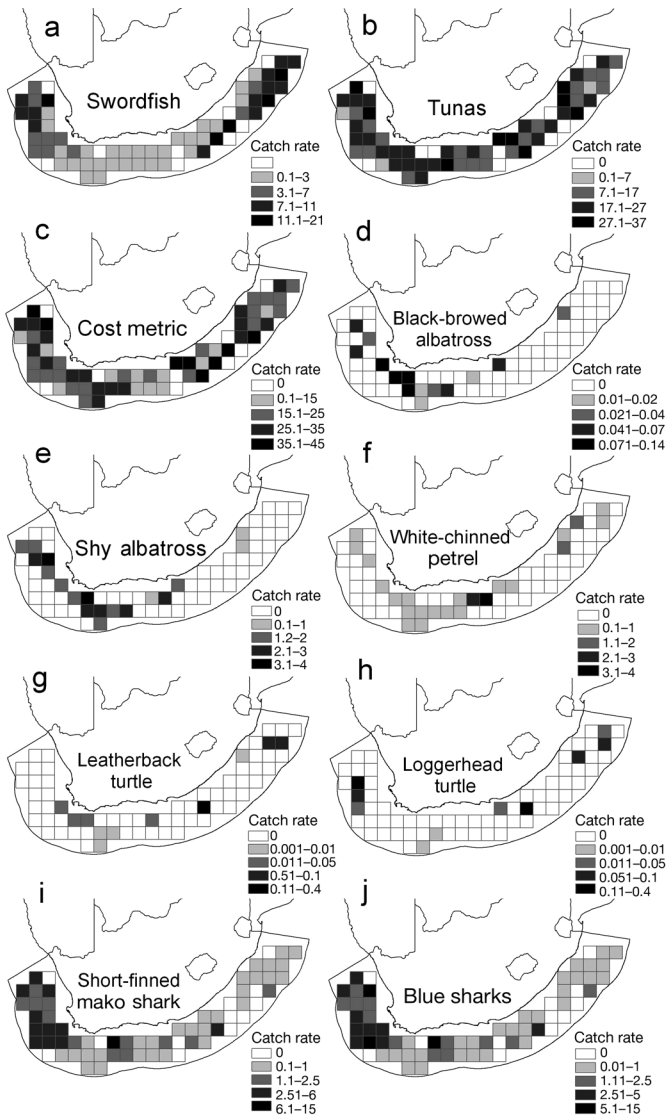 a
Swordfish
Catch rate
0.1–3
3.1–7
7.1–11
11.1–21
b
Tunas
Catch rate
0
0.1–7
7.1–17
17.1–27
27.1–37
c
Cost metric
Catch rate
0
0.1–15
15.1–25
25.1–35
35.1–45
d
Black-browed
albatross
Catch rate
0
0.01–0.02
0.021–0.04
0.041–0.07
0.071–0.14
e
Shy albatross
Catch rate
0
0.1–1
1.2–2
2.1–3
3.1–4
f
White-chinned
petrel
Catch rate
0
0.1–1
1.1–2
2.1–3
3.1–4
g
Leatherback
turtle
Catch rate
0
0.001–0.01
0.011–0.05
0.51–0.1
0.11–0.4
h
Loggerhead
turtle
Catch rate
0
0.001–0.01
0.011–0.05
0.051–0.1
0.11–0.4
i
Short-finned
mako shark
Catch rate
0
0.1–1
1.1–2.5
2.51–6
6.1–15
j
Blue sharks
Catch rate
0
0.01–1
1.11–2.5
2.51–5
5.1–15